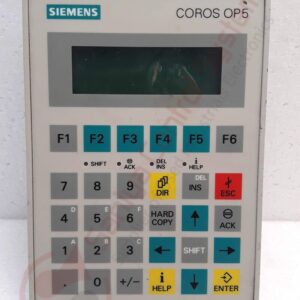 SIEMENS COROS OP5
F1 F2 F3 F4 F5 F6
SHIFT ACK DEL INS HELP
7 8 9 DIR DEL INS ESC
4 D 5 E 6 F HARD COPY ACK
1 A 2 B 3 C SHIFT
. 0 +/- HELP ENTER